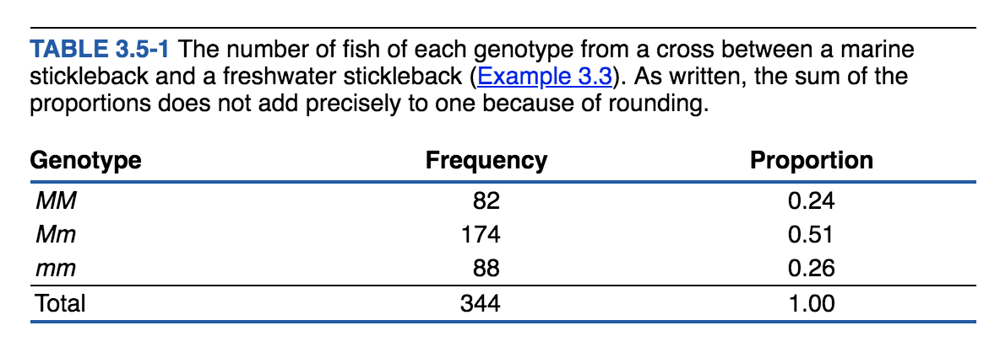 TABLE 3.5-1 The number of fish of each genotype from a cross between a marine
stickleback and a freshwater stickleback (Example 3.3). As written, the sum of the
proportions does not add precisely to one because of rounding.
Genotype Frequency Proportion
MM 82 0.24
Mm 174 0.51
mm 88 0.26
Total 344 1.00